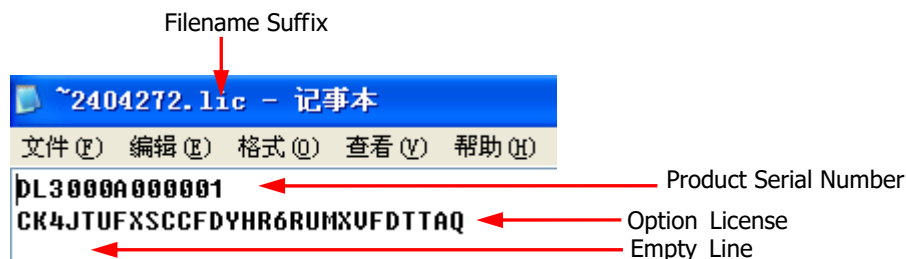 Filename Suffix
~2404272.lic - 记事本
文件(F) 编辑(E) 格式(O) 查看(V) 帮助(H)
DL3000A000001
Product Serial Number
CK4JTUFXSCCFDYHR6RUMXVFDTTAQ
Option License
Empty Line